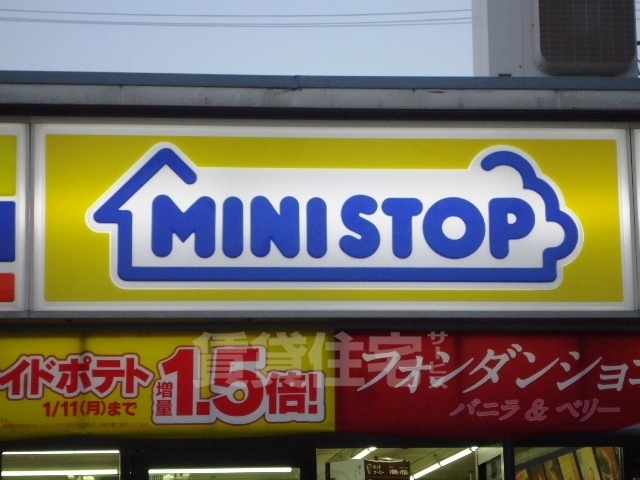 MINISTOP
イドポテト
1/11(月)まで
増量
1.5倍!
フォンダンショ
バニラ & ベリー
賃貸住宅サービス